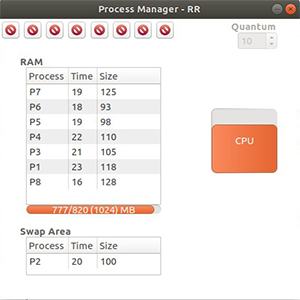 Process Manager - RR
Quantum
10
RAM
Process Time Size
P7 19 125
P6 18 93
P5 19 98
P4 22 110
P3 21 105
P1 23 118
P8 16 128
777/820 (1024) MB
CPU
Swap Area
Process Time Size
P2 20 100